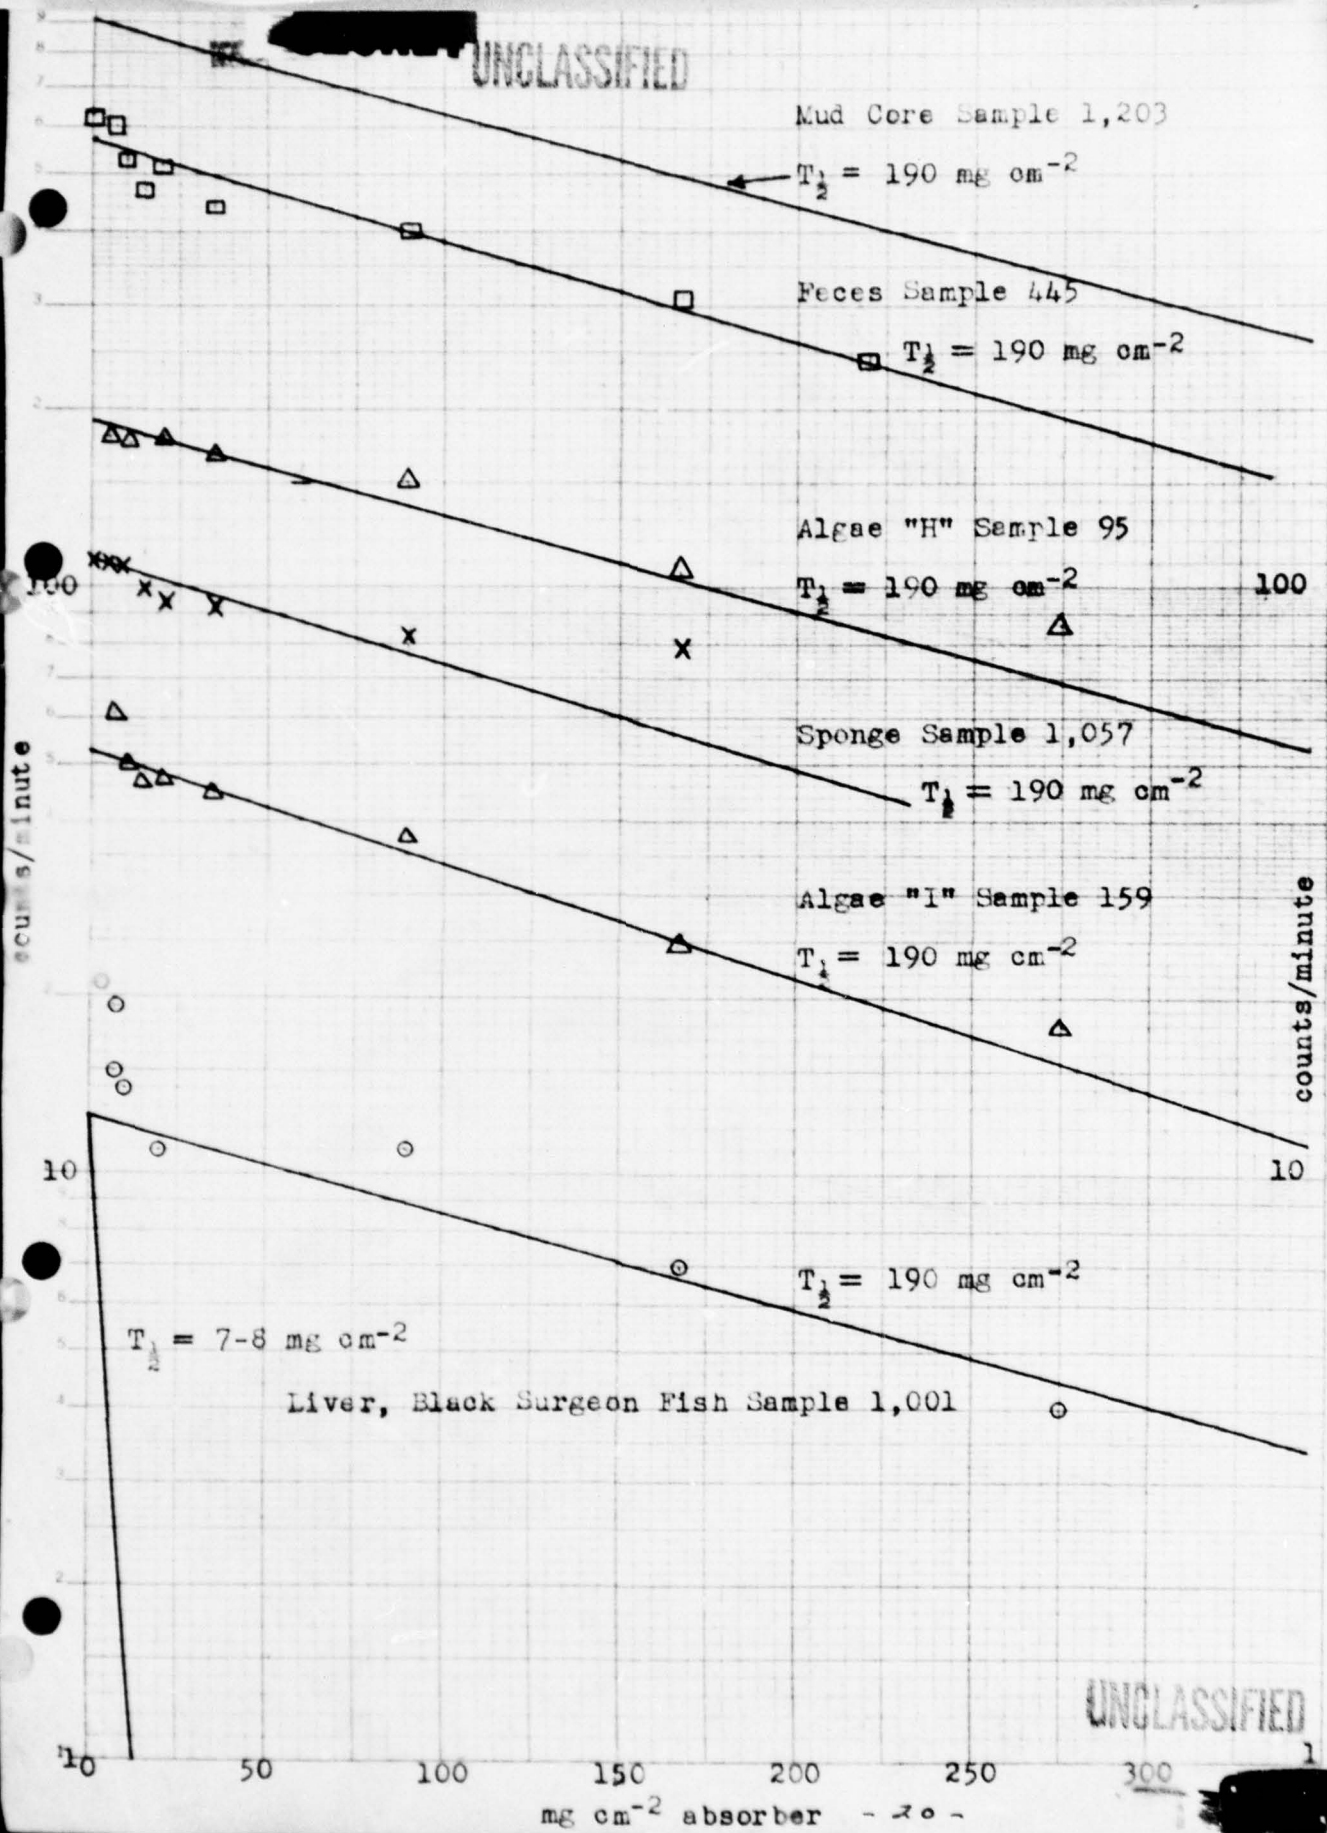 UNCLASSIFIED
Mud Core Sample 1,203
T½ = 190 mg cm-2
Feces Sample 445
T½ = 190 mg cm-2
Algae "H" Sample 95
T½ = 190 mg cm-2
100
100
Sponge Sample 1,057
T½ = 190 mg cm-2
counts/minute
Algae "I" Sample 159
T½ = 190 mg cm-2
counts/minute
10
10
T½ = 190 mg cm-2
T½ = 7-8 mg cm-2
Liver, Black Surgeon Fish Sample 1,001
UNCLASSIFIED
1
1
0 50 100 150 200 250 300
mg cm-2 absorber - 20 -